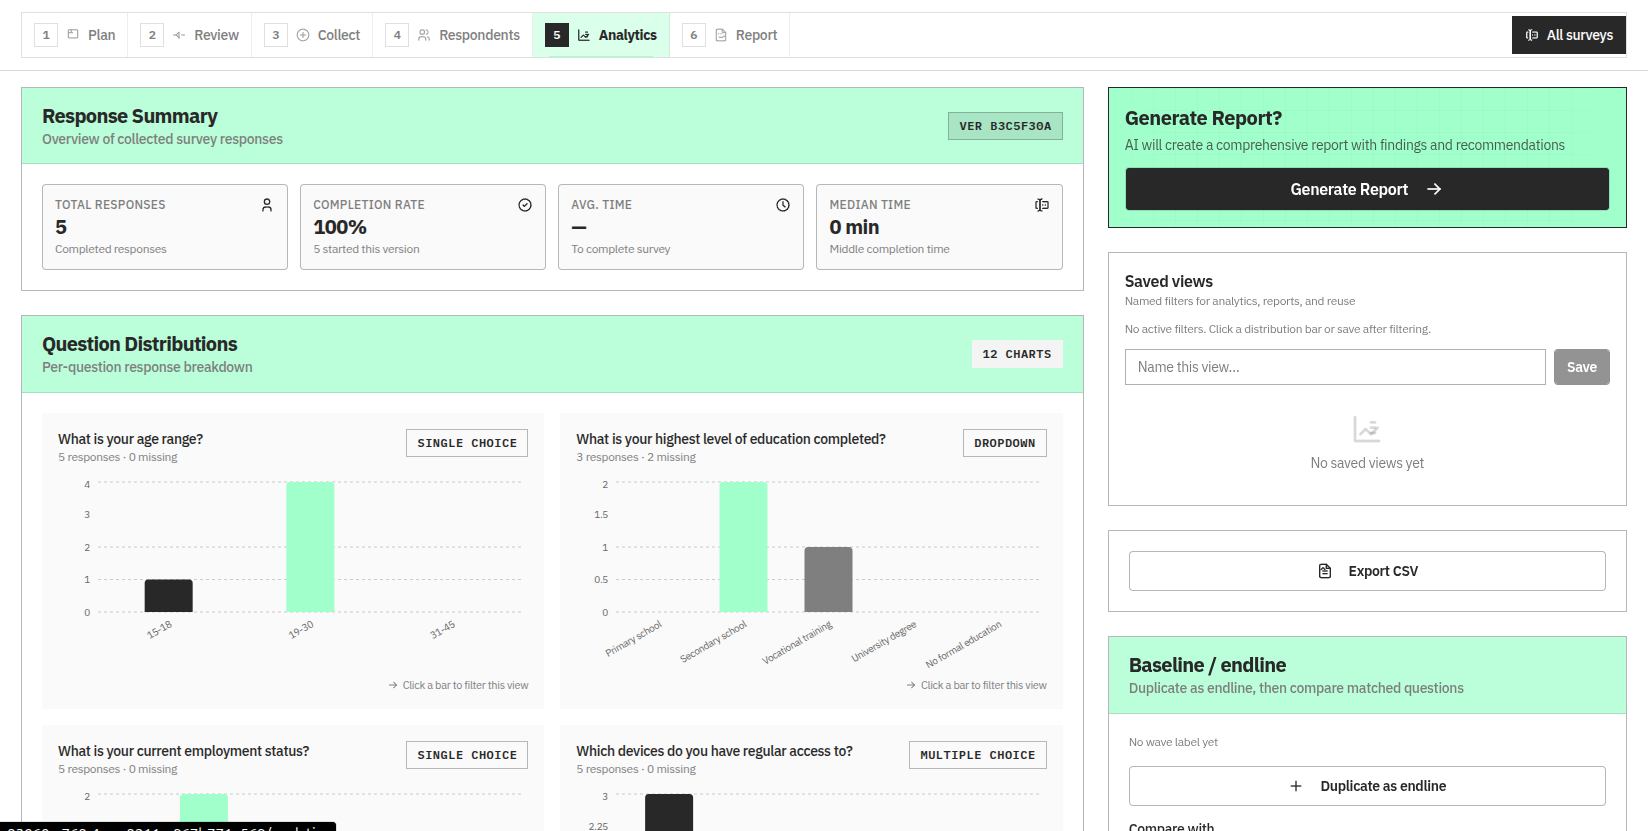 1 Plan
2 Review
3 Collect
4 Respondents
5 Analytics
6 Report
All surveys
Response Summary
Overview of collected survey responses
VER B3C5F30A
TOTAL RESPONSES
5
Completed responses
COMPLETION RATE
100%
5 started this version
AVG. TIME
—
To complete survey
MEDIAN TIME
0 min
Middle completion time
Question Distributions
Per-question response breakdown
12 CHARTS
What is your age range?
5 responses · 0 missing
SINGLE CHOICE
4
3
2
1
0
15-18
19-30
31-45
Click a bar to filter this view
What is your highest level of education completed?
3 responses · 2 missing
DROPDOWN
2
1.5
1
0.5
0
Primary school
Secondary school
Vocational training
University degree
No formal education
Click a bar to filter this view
What is your current employment status?
5 responses · 0 missing
SINGLE CHOICE
2
Which devices do you have regular access to?
5 responses · 0 missing
MULTIPLE CHOICE
3
2.25
Generate Report?
AI will create a comprehensive report with findings and recommendations
Generate Report
Saved views
Named filters for analytics, reports, and reuse
No active filters. Click a distribution bar or save after filtering.
Name this view...
Save
No saved views yet
Export CSV
Baseline / endline
Duplicate as endline, then compare matched questions
No wave label yet
Duplicate as endline
Compare with